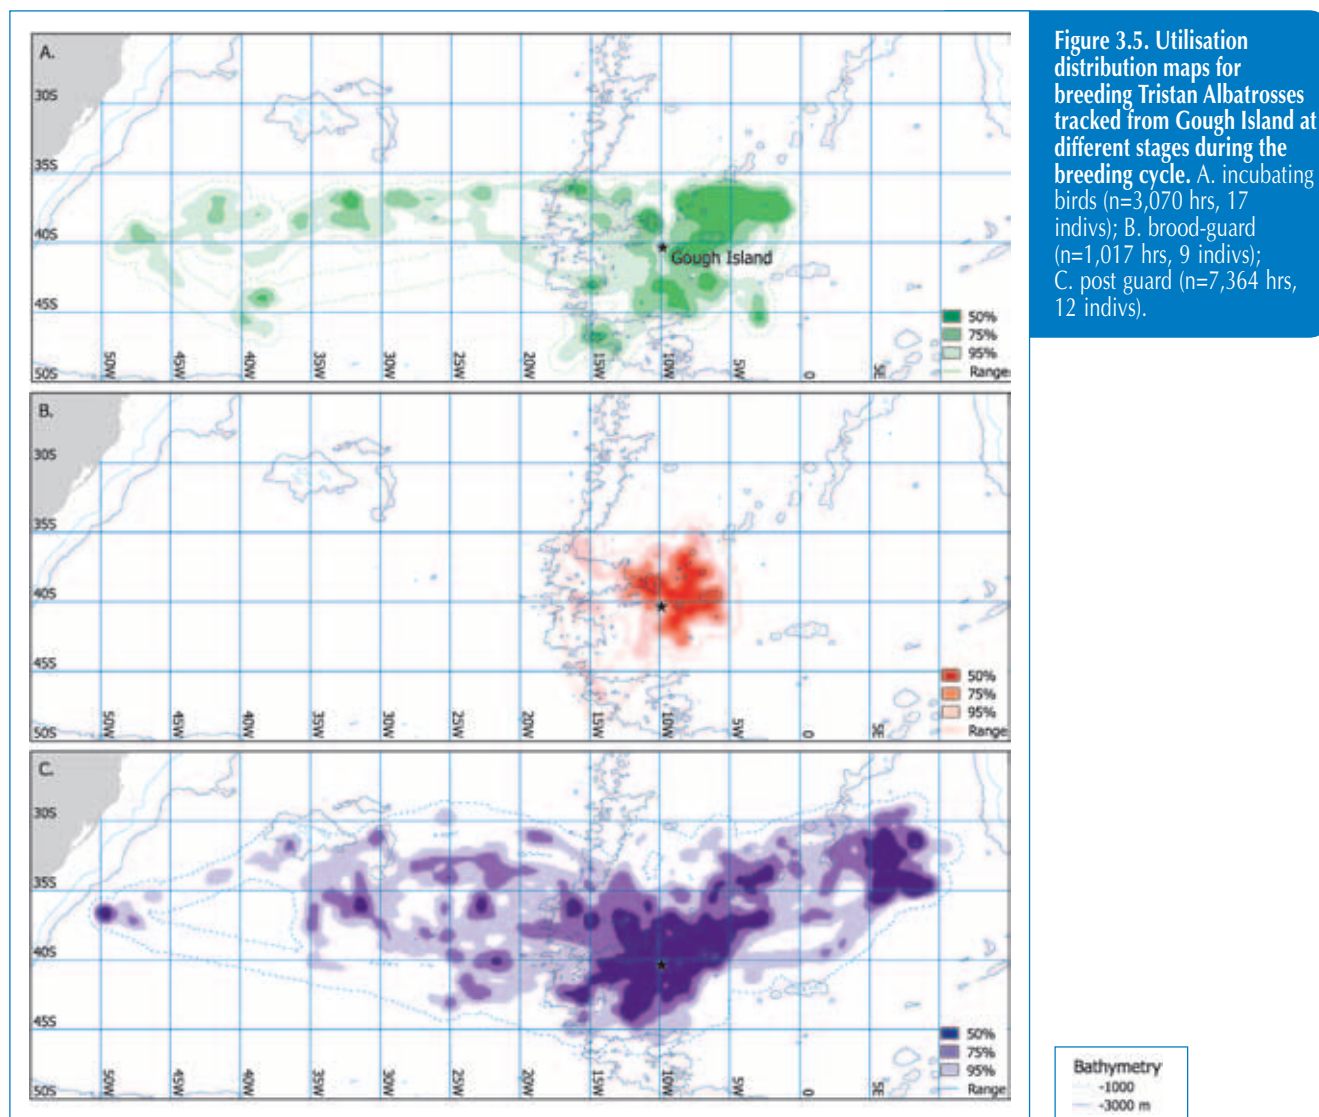 A.
30S
35S
40S
45S
50S
50W
45W
40W
35W
30W
25W
20W
15W
10W
5W
0
5E
Gough Island
50%
75%
95%
Range
B.
30S
35S
40S
45S
50S
50W
45W
40W
35W
30W
25W
20W
15W
10W
5W
0
5E
50%
75%
95%
Range
C.
30S
35S
40S
45S
50S
50W
45W
40W
35W
30W
25W
20W
15W
10W
5W
0
5E
50%
75%
95%
Range
Figure 3.5. Utilisation
distribution maps for
breeding Tristan Albatrosses
tracked from Gough Island at
different stages during the
breeding cycle. A. incubating
birds (n=3,070 hrs, 17
indivs); B. brood-guard
(n=1,017 hrs, 9 indivs);
C. post guard (n=7,364 hrs,
12 indivs).
Bathymetry
-1000
-3000 m